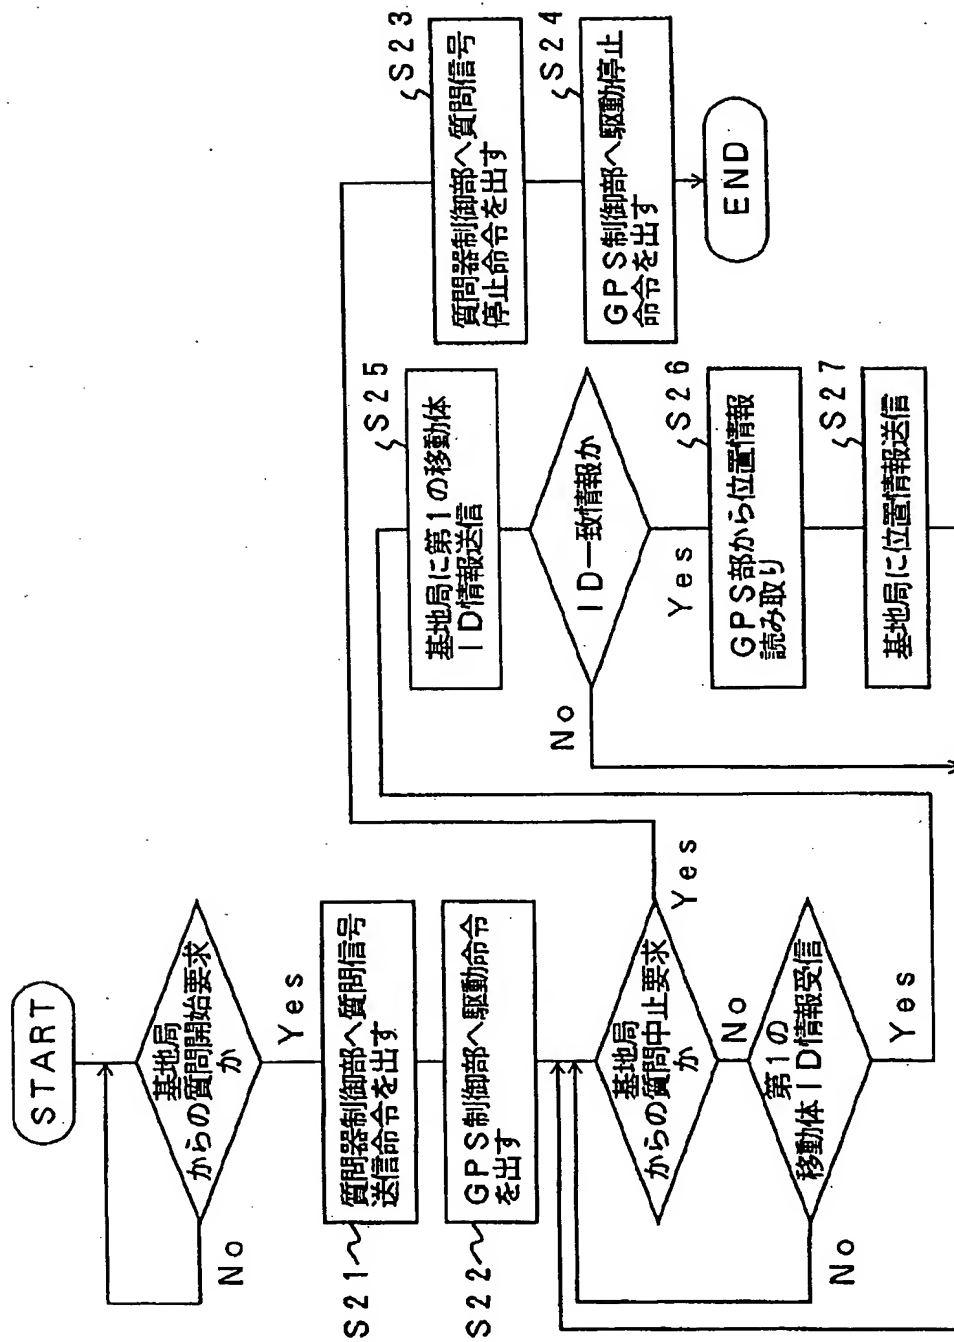 START
基地局
からの質問開始要求
か
No
Yes
S21
質問器制御部へ質問信号
送信命令を出す
S22
GPS制御部へ駆動命令
を出す
基地局
からの質問中止要求
か
Yes
No
第1の
移動体ID情報受信
No
Yes
S23
質問器制御部へ質問信号
停止命令を出す
S24
GPS制御部へ駆動停止
命令を出す
END
S25
基地局に第1の移動体
ID情報送信
ID一致情報か
No
Yes
S26
GPS部から位置情報
読み取り
S27
基地局に位置情報送信